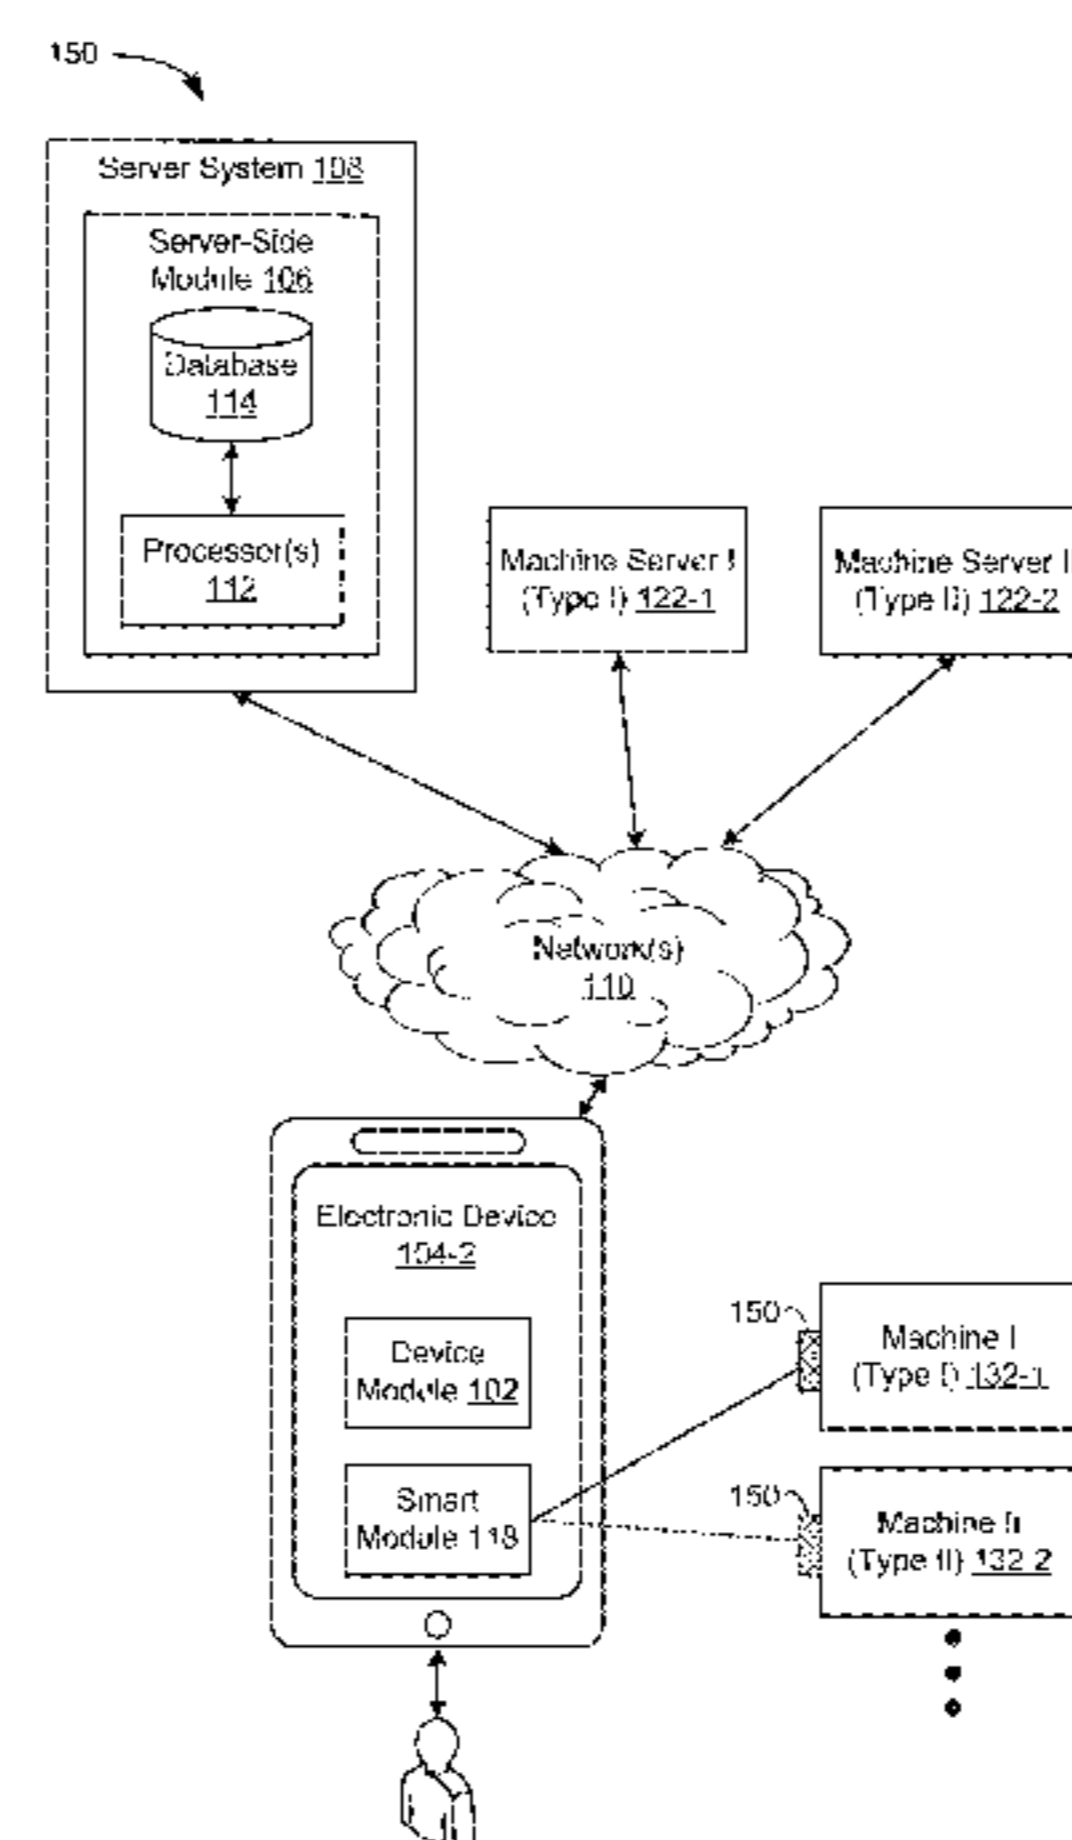 150
Server System 108
Server-Side
Module 106
Database
114
Processor(s)
112
Machine Server I
(Type I) 122-1
Machine Server II
(Type II) 122-2
Network(s)
110
Electronic Device
104-2
Device
Module 102
Smart
Module 118
150
Machine I
(Type I) 132-1
150
Machine II
(Type II) 132-2